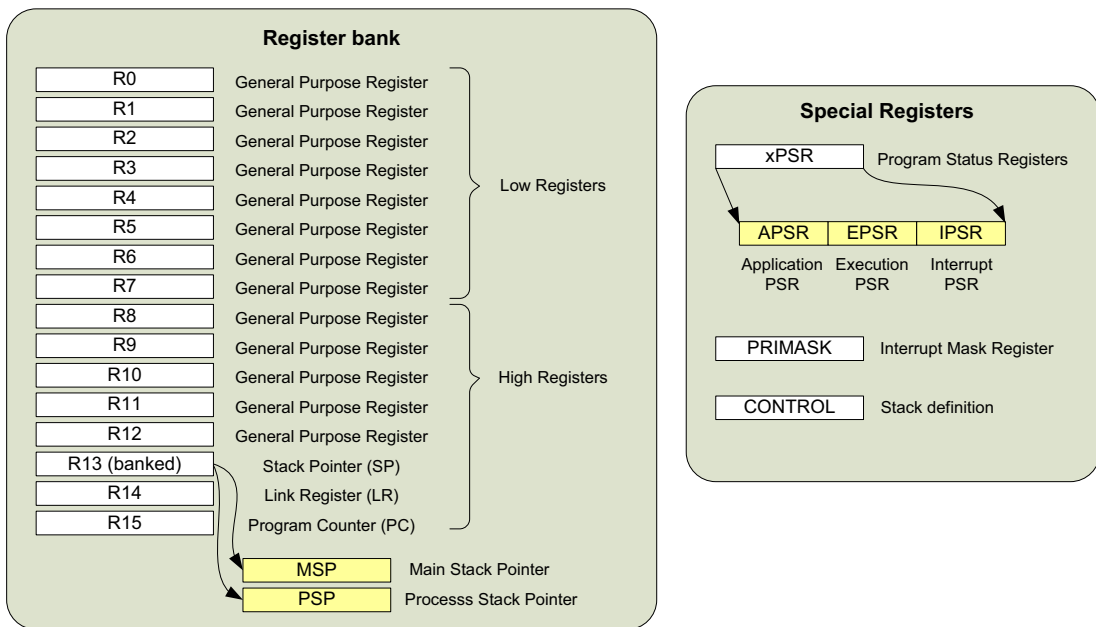 Register bank
R0 General Purpose Register
R1 General Purpose Register
R2 General Purpose Register
R3 General Purpose Register
R4 General Purpose Register
R5 General Purpose Register
R6 General Purpose Register
R7 General Purpose Register
Low Registers
R8 General Purpose Register
R9 General Purpose Register
R10 General Purpose Register
R11 General Purpose Register
R12 General Purpose Register
R13 (banked) Stack Pointer (SP)
R14 Link Register (LR)
R15 Program Counter (PC)
High Registers
MSP Main Stack Pointer
PSP Processs Stack Pointer
Special Registers
xPSR Program Status Registers
APSR EPSR IPSR
Application Execution Interrupt
PSR PSR PSR
PRIMASK Interrupt Mask Register
CONTROL Stack definition